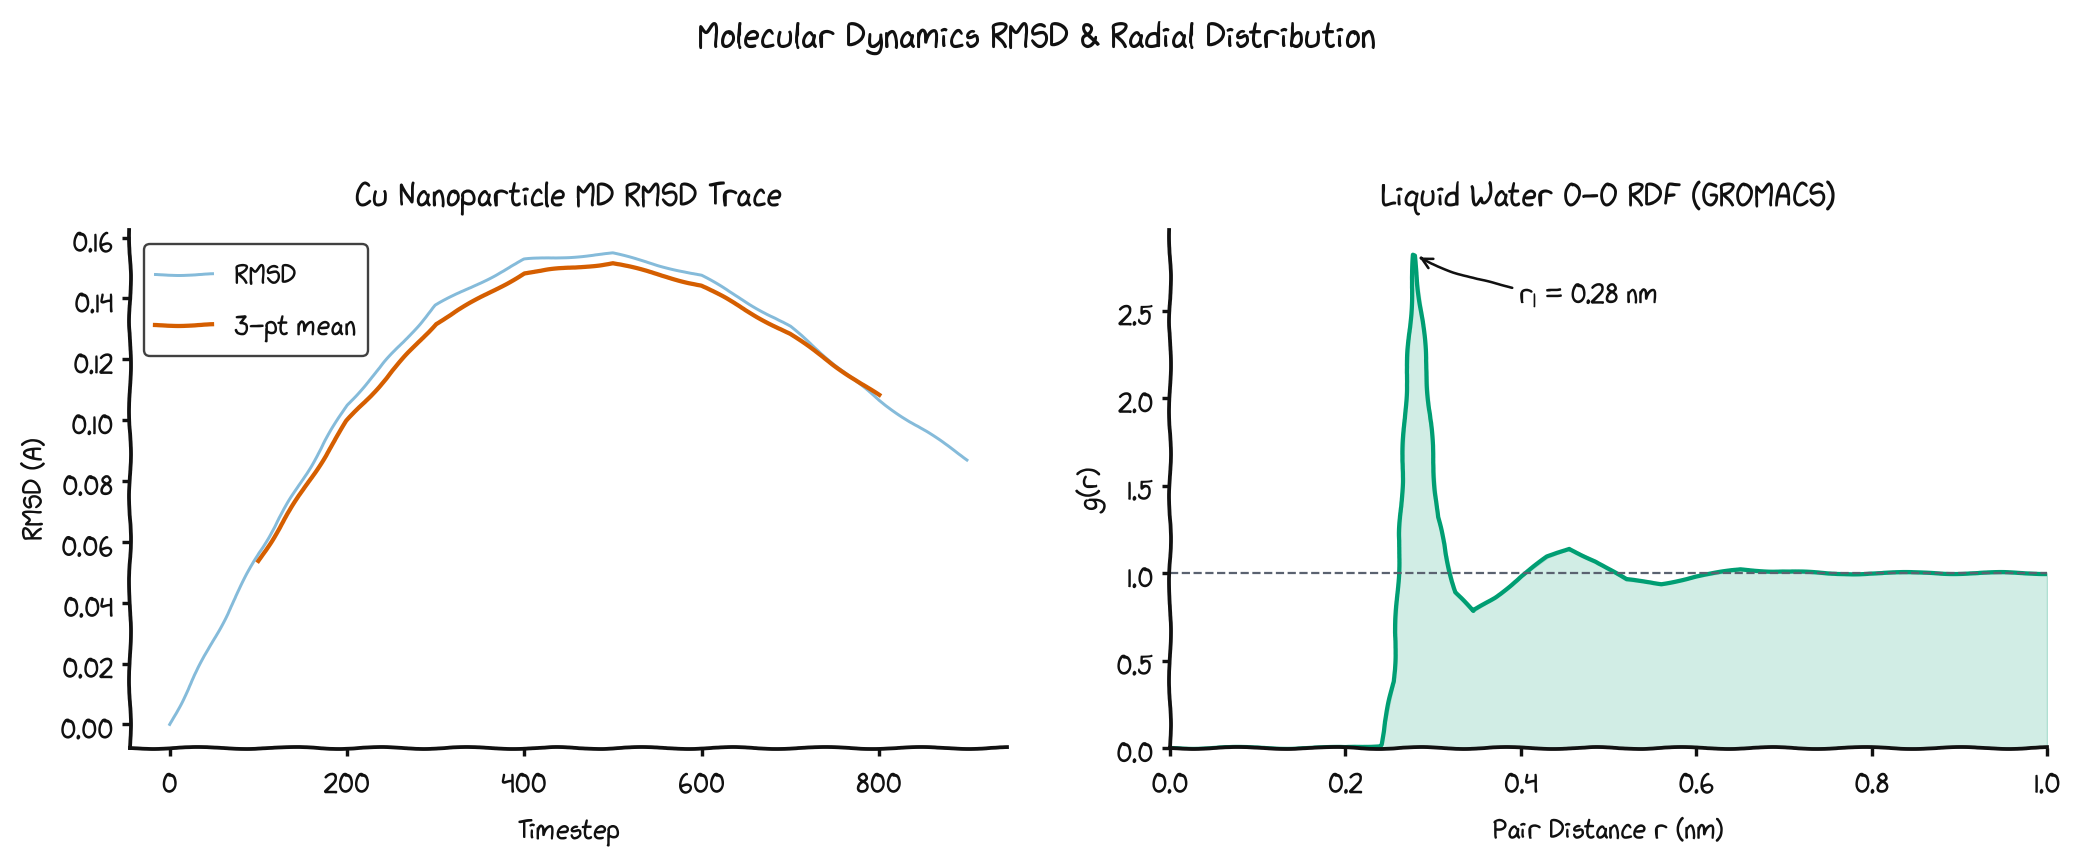 Molecular Dynamics RMSD & Radial Distribution
Cu Nanoparticle MD RMSD Trace
RMSD (A)
0.16
0.14
0.12
0.10
0.08
0.06
0.04
0.02
0.00
RMSD
3-pt mean
0 200 400 600 800
Timestep
Liquid Water O-O RDF (GROMACS)
g(r)
2.5
2.0
1.5
1.0
0.5
0.0
r₁ = 0.28 nm
0.0 0.2 0.4 0.6 0.8 1.0
Pair Distance r (nm)